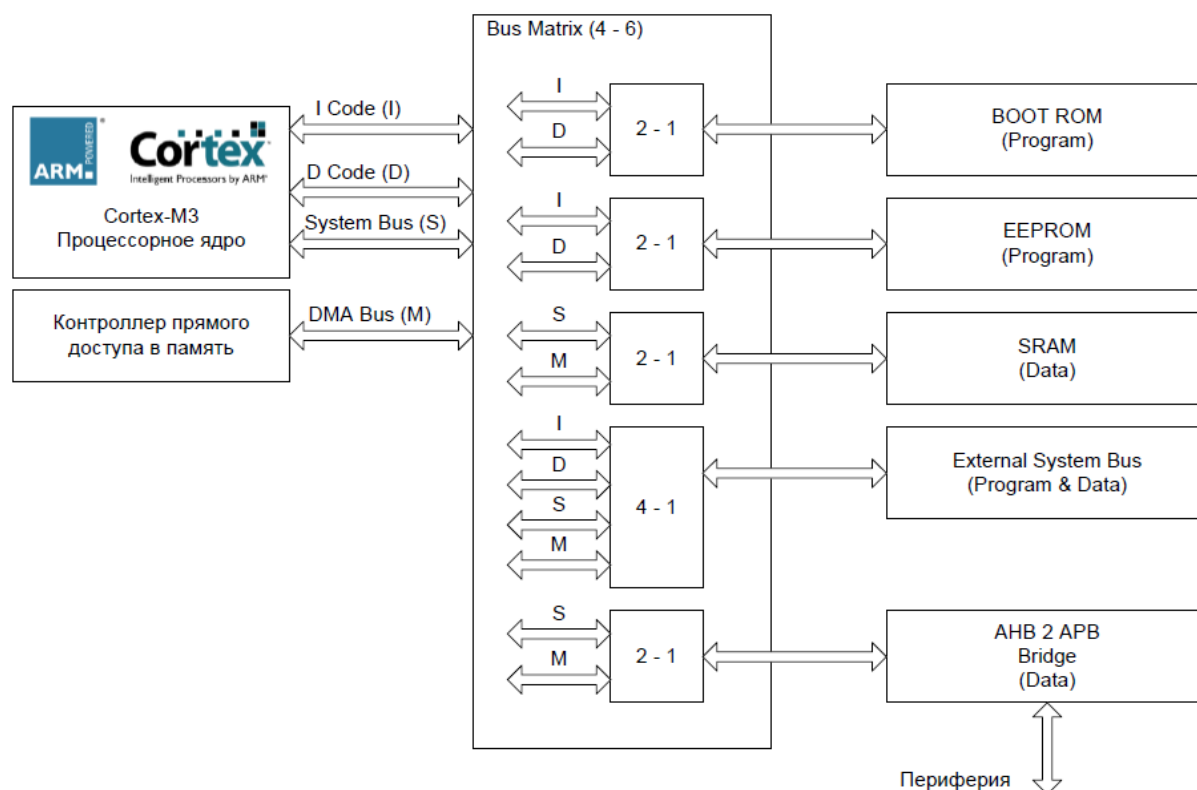 Bus Matrix (4 - 6)
I Code (I)
D Code (D)
System Bus (S)
DMA Bus (M)
ARM
POWERED
®
Cortex
Intelligent Processors by ARM®
Cortex-M3
Процессорное ядро
Контроллер прямого
доступа в память
I
D
2 - 1
BOOT ROM
(Program)
I
D
2 - 1
EEPROM
(Program)
S
M
2 - 1
SRAM
(Data)
I
D
S
M
4 - 1
External System Bus
(Program & Data)
S
M
2 - 1
AHB 2 APB
Bridge
(Data)
Периферия